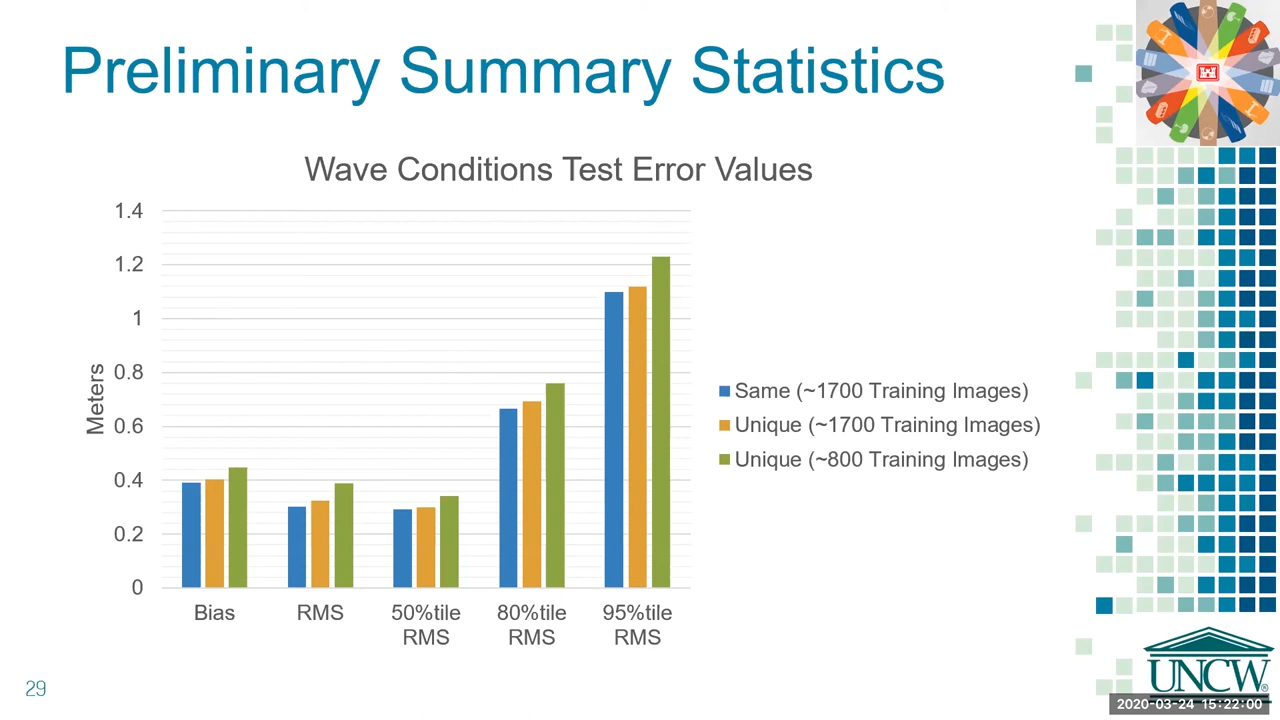 Preliminary Summary Statistics
Wave Conditions Test Error Values
1.4
1.2
1
0.8
0.6
0.4
0.2
0
Meters
Bias
RMS
50%tile
RMS
80%tile
RMS
95%tile
RMS
Same (~1700 Training Images)
Unique (~1700 Training Images)
Unique (~800 Training Images)
29
UNCW®
2020-03-24 15:22:00